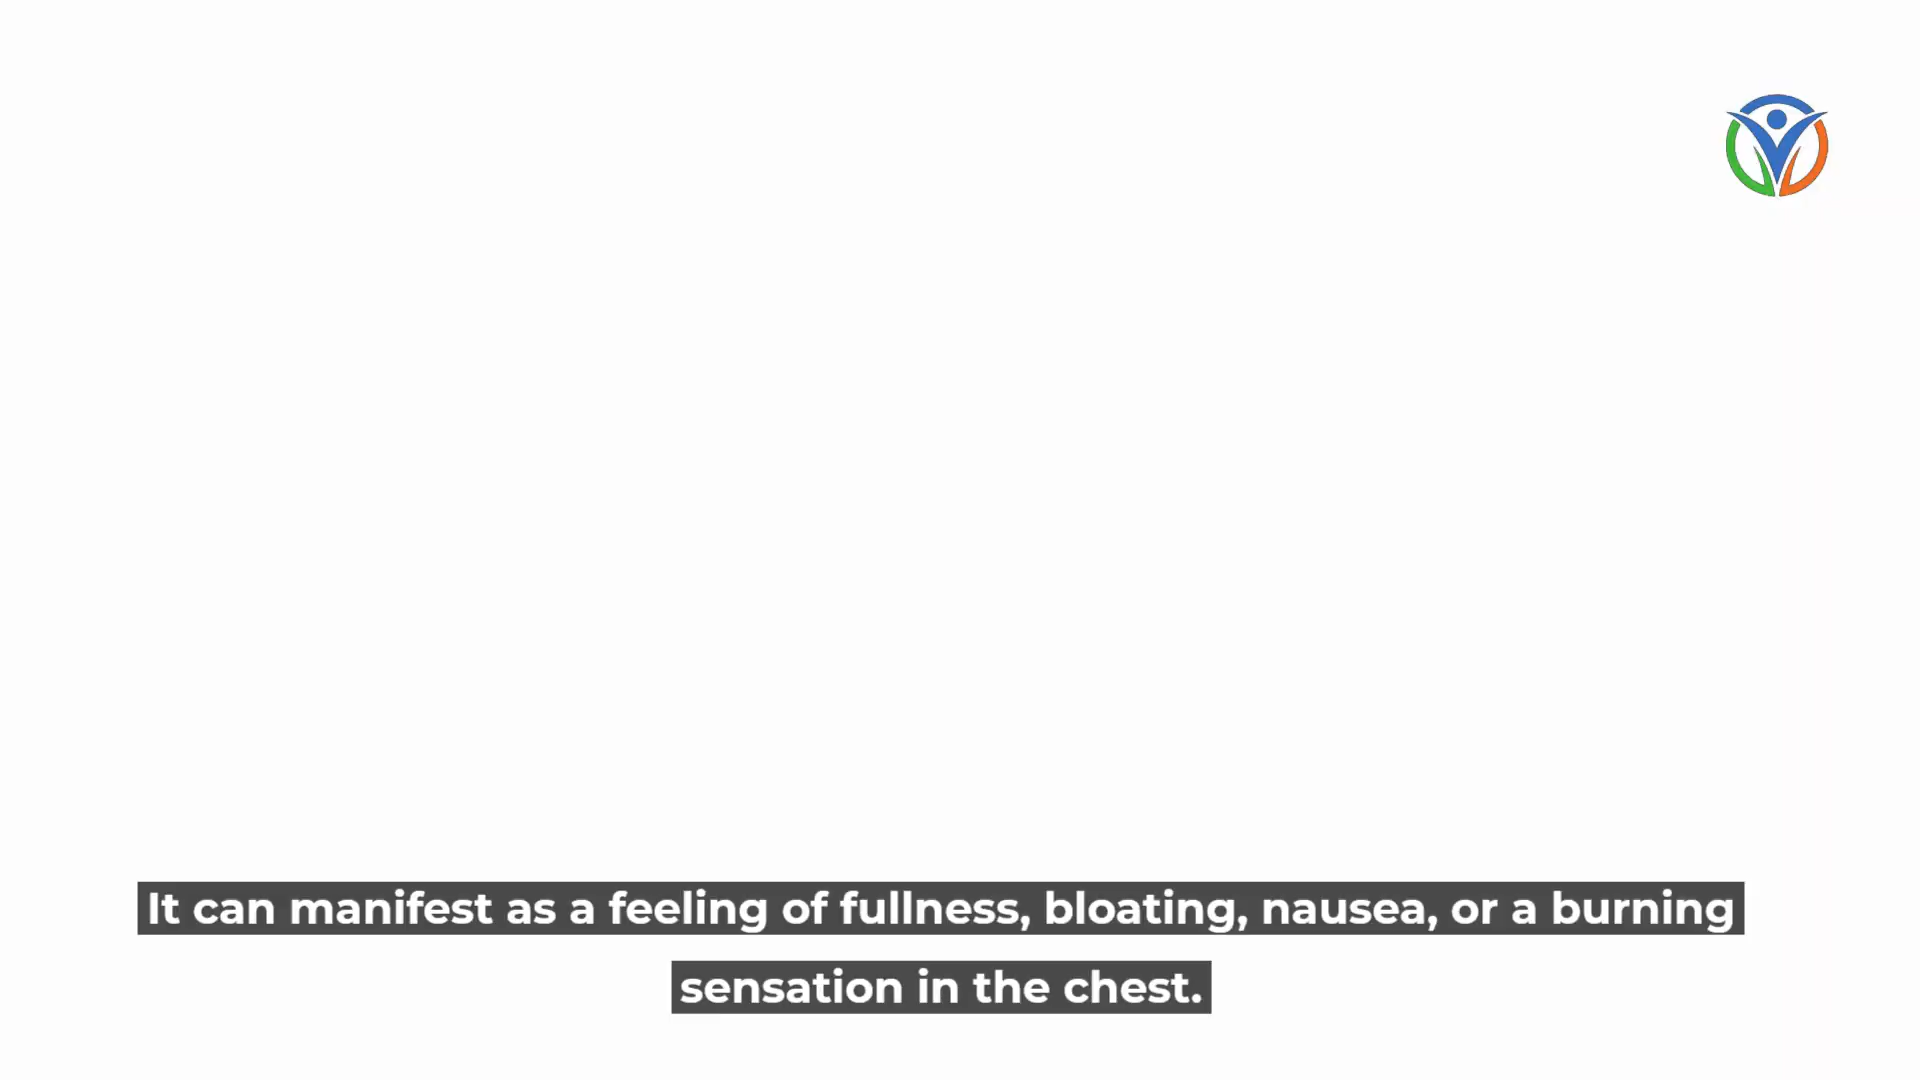 It can manifest as a feeling of fullness, bloating, nausea, or a burning
sensation in the chest.